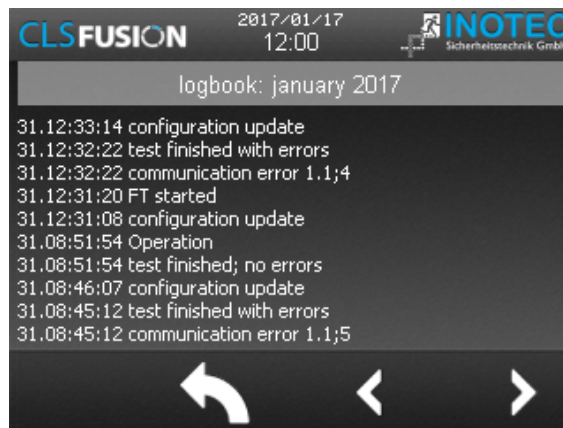 CLSFUSION
2017/01/17
12:00
INOTEC
Sicherheitstechnik GmbH
logbook: january 2017
31.12:33:14 configuration update
31.12:32:22 test finished with errors
31.12:32:22 communication error 1.1;4
31.12:31:20 FT started
31.12:31:08 configuration update
31.08:51:54 Operation
31.08:51:54 test finished; no errors
31.08:46:07 configuration update
31.08:45:12 test finished with errors
31.08:45:12 communication error 1.1;5